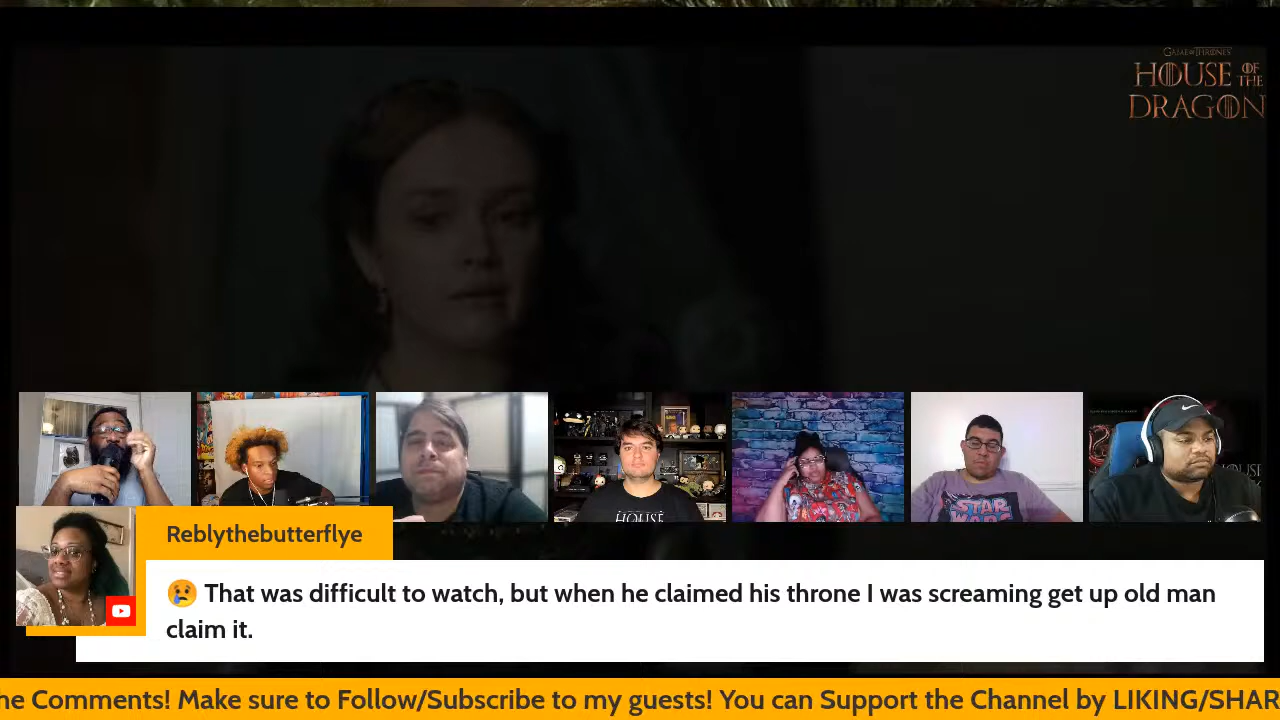 GAME OF THRONES
HOUSE OF THE
DRAGON
HOUSE
STAR
WARS
Reblythebutterflye
😢 That was difficult to watch, but when he claimed his throne I was screaming get up old man
claim it.
he Comments! Make sure to Follow/Subscribe to my guests! You can Support the Channel by LIKING/SHAR